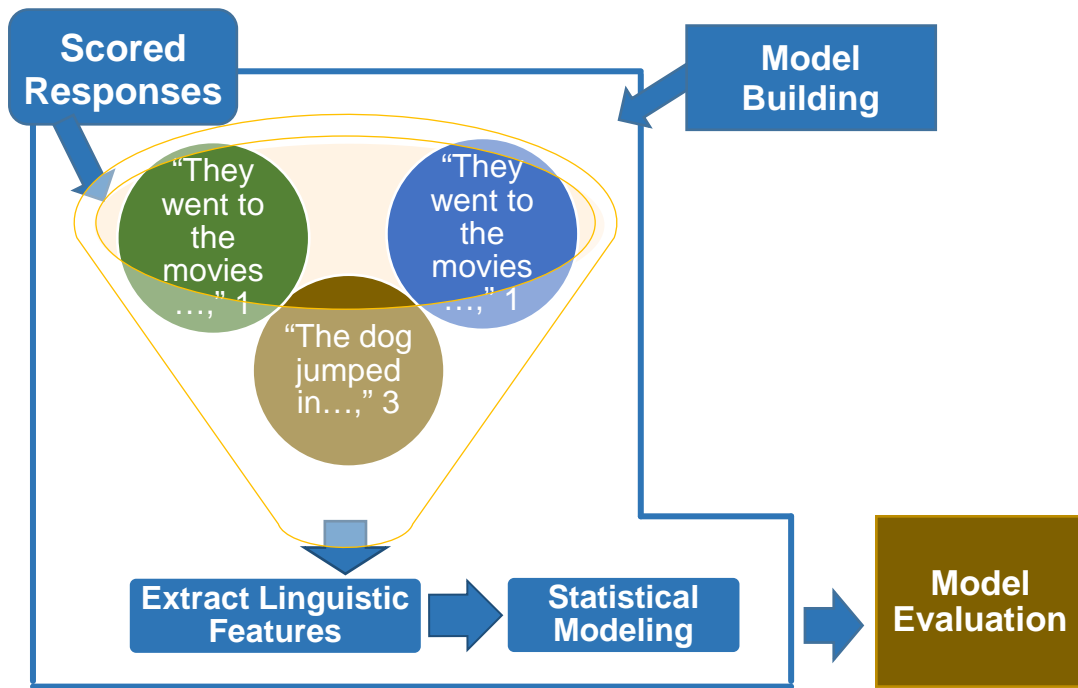 Scored
Responses
Model
Building
“They
went to
the
movies
…,” 1
“They
went to
the
movies
…,” 1
“The dog
jumped
in…,” 3
Extract Linguistic
Features
Statistical
Modeling
Model
Evaluation